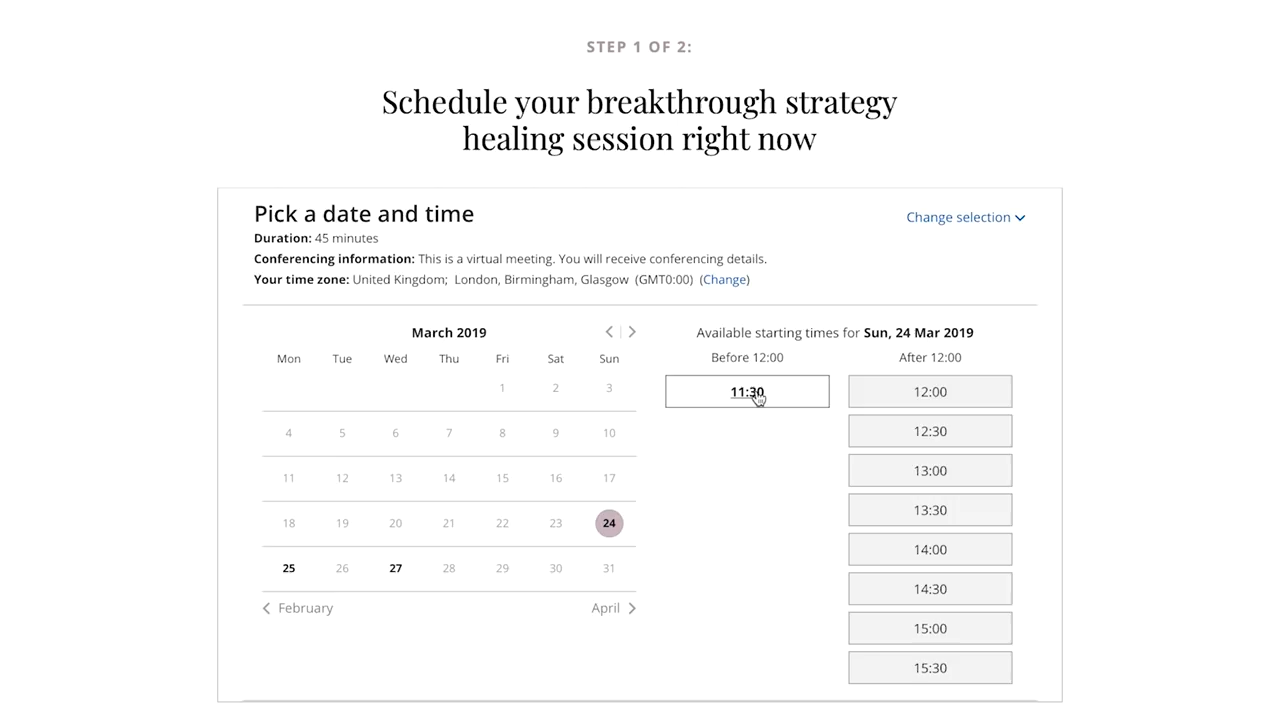 STEP 1 OF 2:
Schedule your breakthrough strategy
healing session right now
Pick a date and time
Change selection
Duration: 45 minutes
Conferencing information: This is a virtual meeting. You will receive conferencing details.
Your time zone: United Kingdom;  London, Birmingham, Glasgow  (GMT0:00)  (Change)
March 2019
Mon Tue Wed Thu Fri Sat Sun
1 2 3
4 5 6 7 8 9 10
11 12 13 14 15 16 17
18 19 20 21 22 23 24
25 26 27 28 29 30 31
February April
Available starting times for Sun, 24 Mar 2019
Before 12:00 After 12:00
11:30 12:00
12:30
13:00
13:30
14:00
14:30
15:00
15:30